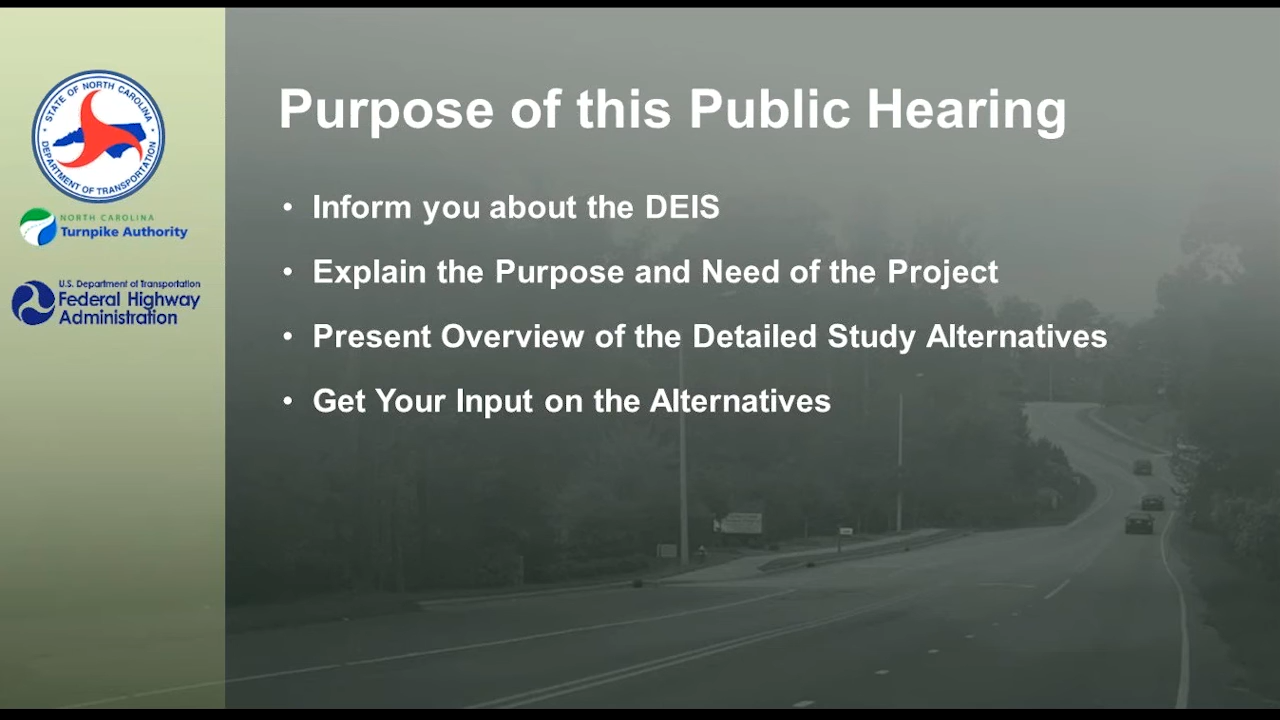 STATE OF NORTH CAROLINA
DEPARTMENT OF TRANSPORTATION
NORTH CAROLINA
Turnpike Authority
U.S. Department of Transportation
Federal Highway
Administration
Purpose of this Public Hearing
• Inform you about the DEIS
• Explain the Purpose and Need of the Project
• Present Overview of the Detailed Study Alternatives
• Get Your Input on the Alternatives